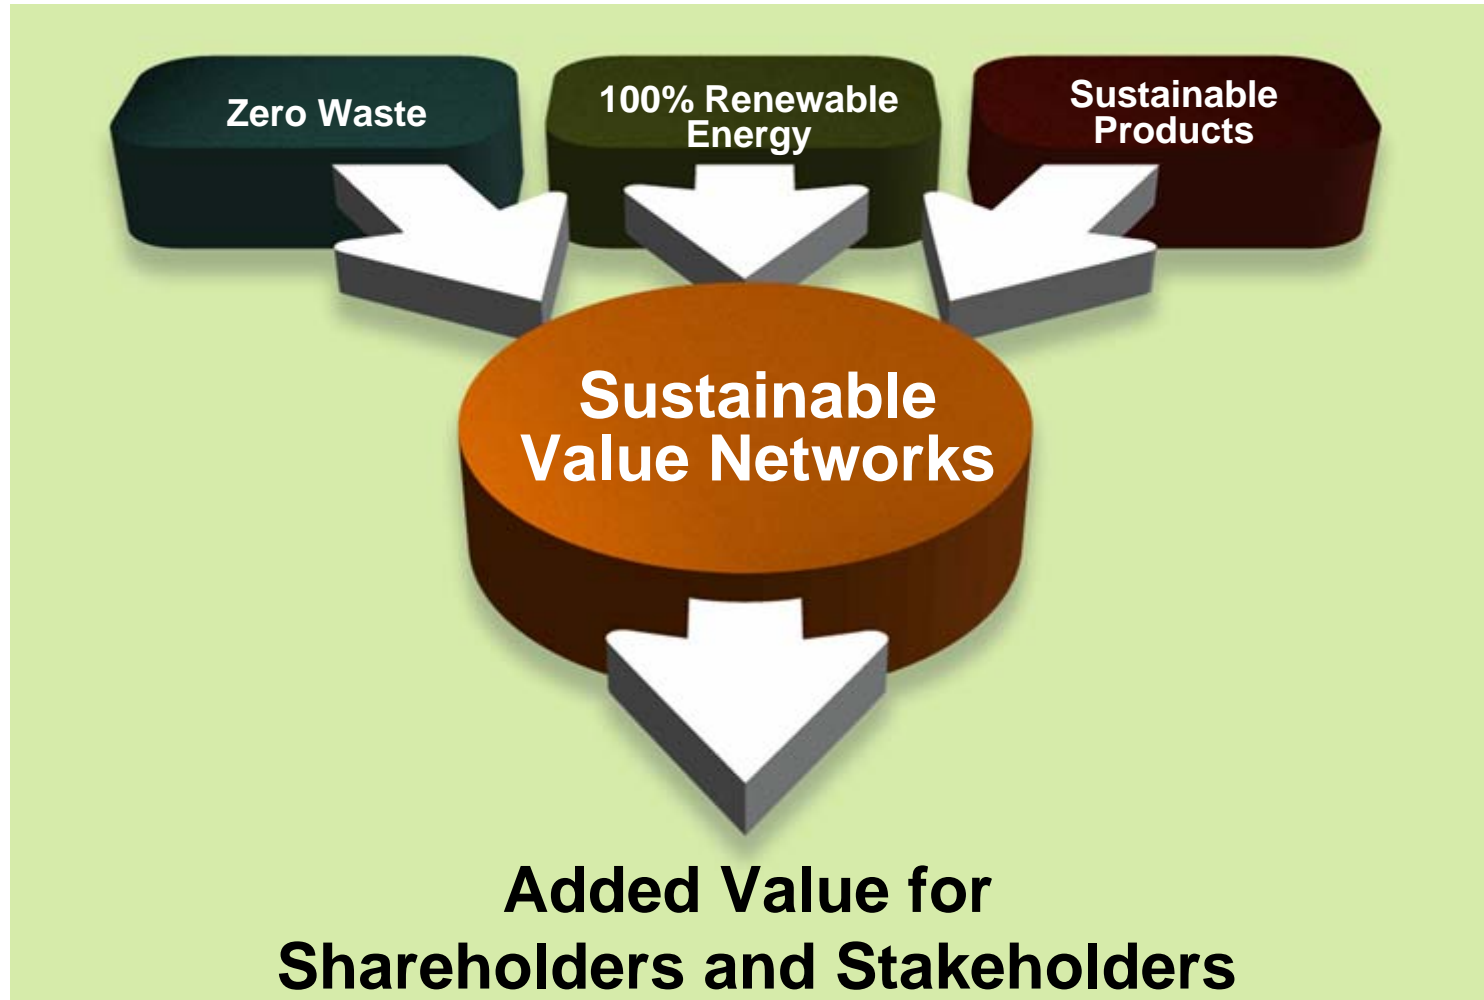 Zero Waste
100% Renewable
Energy
Sustainable
Products
Sustainable
Value Networks
Added Value for
Shareholders and Stakeholders